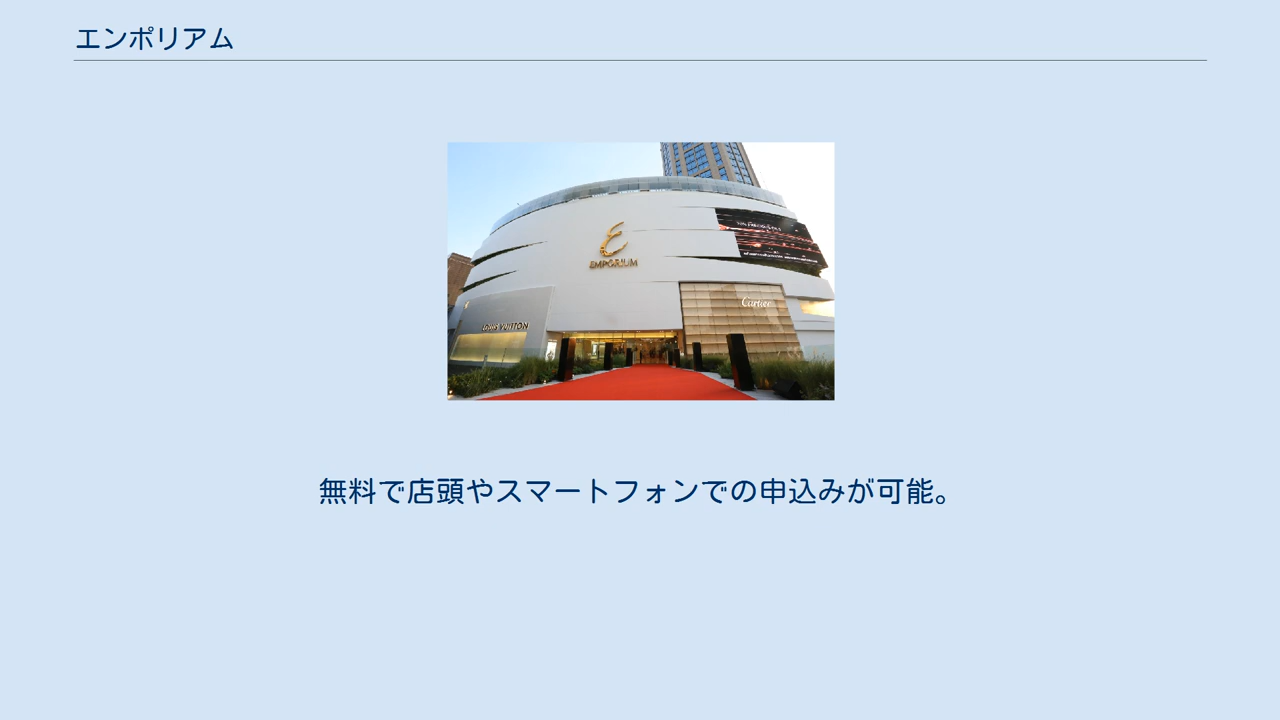 エンポリアム
EMPORIUM
Cartier
LOUIS VUITTON
無料で店頭やスマートフォンでの申込みが可能。